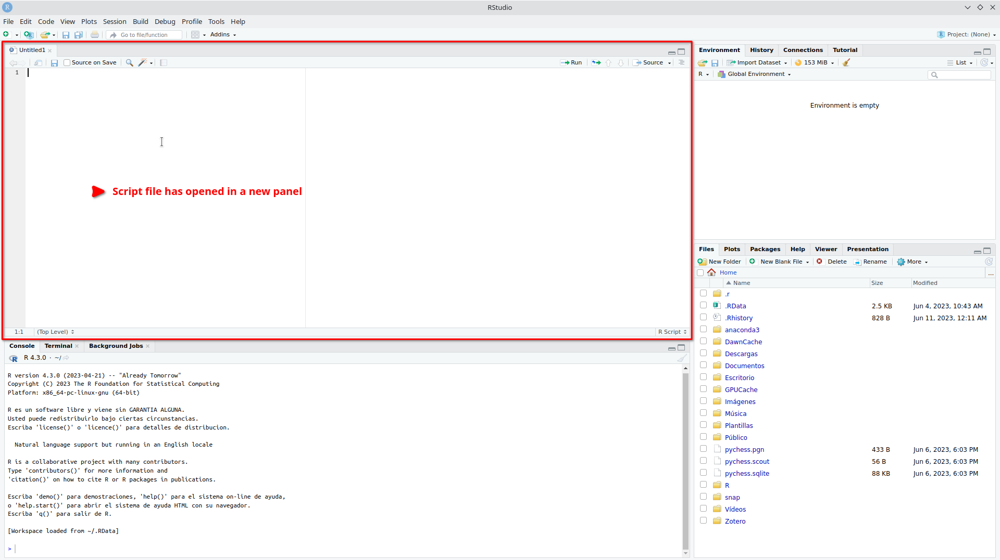 RStudio
File Edit Code View Plots Session Build Debug Profile Tools Help
Go to file/function Addins Project: (None)
Untitled1
Source on Save Run Source
1
Script file has opened in a new panel
1:1 (Top Level) R Script
Console Terminal Background Jobs
R 4.3.0 · ~/
R version 4.3.0 (2023-04-21) -- "Already Tomorrow"
Copyright (C) 2023 The R Foundation for Statistical Computing
Platform: x86_64-pc-linux-gnu (64-bit)
R es un software libre y viene sin GARANTIA ALGUNA.
Usted puede redistribuirlo bajo ciertas circunstancias.
Escriba 'license()' o 'licence()' para detalles de distribucion.
Natural language support but running in an English locale
R is a collaborative project with many contributors.
Type 'contributors()' for more information and
'citation()' on how to cite R or R packages in publications.
Escriba 'demo()' para demostraciones, 'help()' para el sistema on-line de ayuda,
o 'help.start()' para abrir el sistema de ayuda HTML con su navegador.
Escriba 'q()' para salir de R.
[Workspace loaded from ~/.RData]
>
Environment History Connections Tutorial
Import Dataset 153 MiB List
R Global Environment
Environment is empty
Files Plots Packages Help Viewer Presentation
New Folder New Blank File Delete Rename More
Home ...
Name Size Modified
.r
.RData 2.5 KB Jun 4, 2023, 10:43 AM
.Rhistory 828 B Jun 11, 2023, 12:11 AM
anaconda3
DawnCache
Descargas
Documentos
Escritorio
GPUCache
Imágenes
Música
Plantillas
Público
pychess.pgn 433 B Jun 6, 2023, 6:03 PM
pychess.scout 56 B Jun 6, 2023, 6:03 PM
pychess.sqlite 88 KB Jun 6, 2023, 6:03 PM
R
snap
Vídeos
Zotero